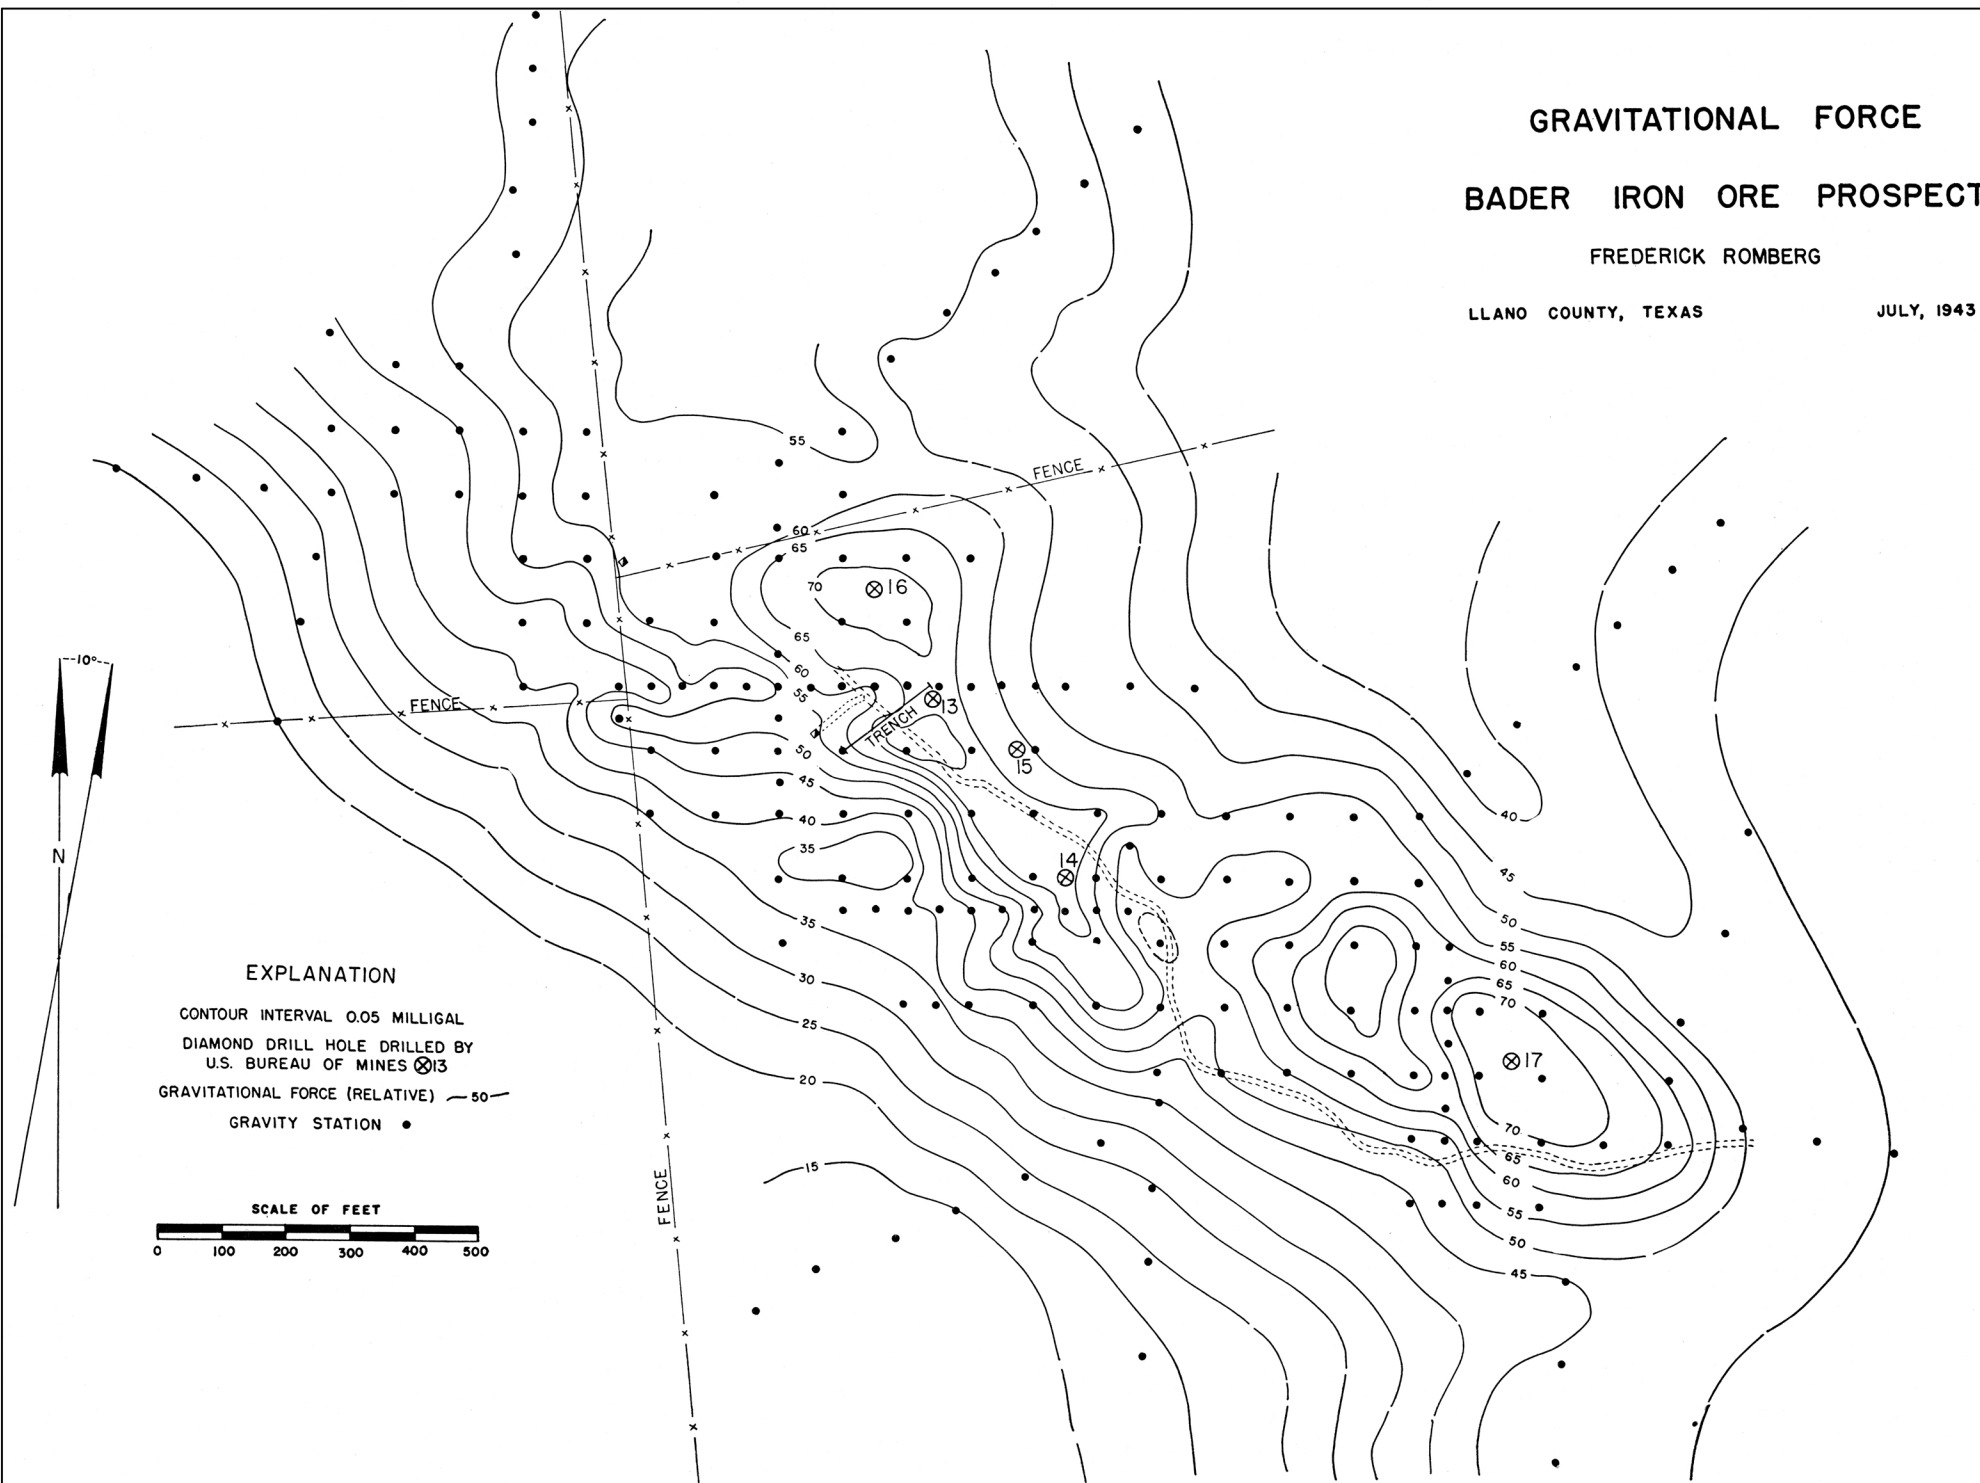 GRAVITATIONAL FORCE
BADER IRON ORE PROSPECT
FREDERICK ROMBERG
LLANO COUNTY, TEXAS JULY, 1943
55
FENCE
60
65
70
16
65
60
55
10°
FENCE
13
TRENCH
50
15
45
40
40
35
N
14
45
35
50
55
60
65
70
30
25
17
20
70
65
60
55
50
45
15
FENCE
EXPLANATION
CONTOUR INTERVAL 0.05 MILLIGAL
DIAMOND DRILL HOLE DRILLED BY
U.S. BUREAU OF MINES 13
GRAVITATIONAL FORCE (RELATIVE) 50
GRAVITY STATION
SCALE OF FEET
0 100 200 300 400 500